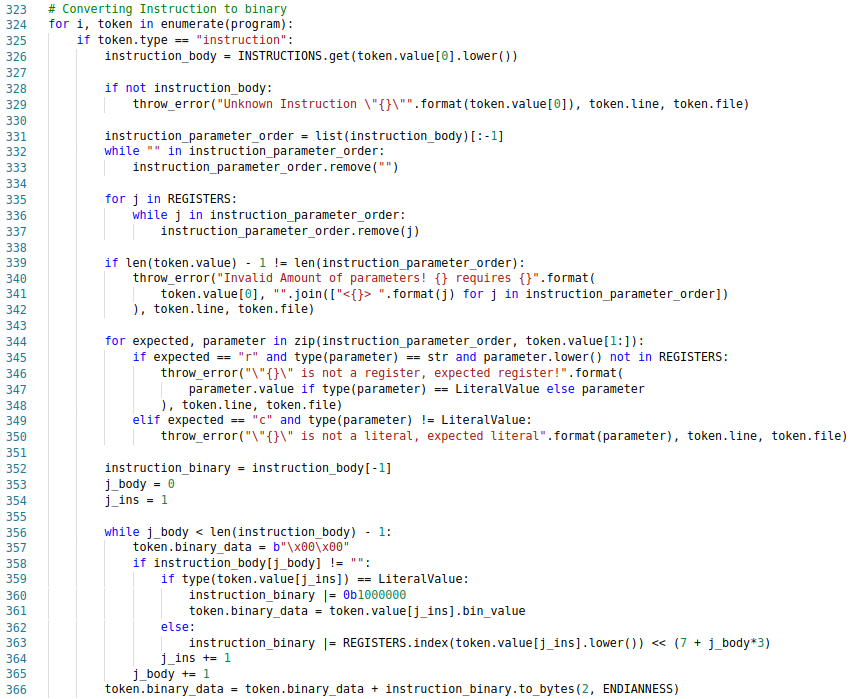 323 # Converting Instruction to binary
324 for i, token in enumerate(program):
325     if token.type == "instruction":
326         instruction_body = INSTRUCTIONS.get(token.value[0].lower())
327
328         if not instruction_body:
329             throw_error("Unknown Instruction \"{}\"".format(token.value[0]), token.line, token.file)
330
331         instruction_parameter_order = list(instruction_body)[:-1]
332         while "" in instruction_parameter_order:
333             instruction_parameter_order.remove("")
334
335         for j in REGISTERS:
336             while j in instruction_parameter_order:
337                 instruction_parameter_order.remove(j)
338
339         if len(token.value) - 1 != len(instruction_parameter_order):
340             throw_error("Invalid Amount of parameters! {} requires {}".format(
341                 token.value[0], "".join(["<{}> ".format(j) for j in instruction_parameter_order])
342             ), token.line, token.file)
343
344         for expected, parameter in zip(instruction_parameter_order, token.value[1:]):
345             if expected == "r" and type(parameter) == str and parameter.lower() not in REGISTERS:
346                 throw_error("\"{}\" is not a register, expected register!".format(
347                     parameter.value if type(parameter) == LiteralValue else parameter
348                 ), token.line, token.file)
349             elif expected == "c" and type(parameter) != LiteralValue:
350                 throw_error("\"{}\" is not a literal, expected literal".format(parameter), token.line, token.file)
351
352         instruction_binary = instruction_body[-1]
353         j_body = 0
354         j_ins = 1
355
356         while j_body < len(instruction_body) - 1:
357             token.binary_data = b"\x00\x00"
358             if instruction_body[j_body] != "":
359                 if type(token.value[j_ins]) == LiteralValue:
360                     instruction_binary |= 0b1000000
361                     token.binary_data = token.value[j_ins].bin_value
362                 else:
363                     instruction_binary |= REGISTERS.index(token.value[j_ins].lower()) << (7 + j_body*3)
364                 j_ins += 1
365             j_body += 1
366         token.binary_data = token.binary_data + instruction_binary.to_bytes(2, ENDIANNESS)